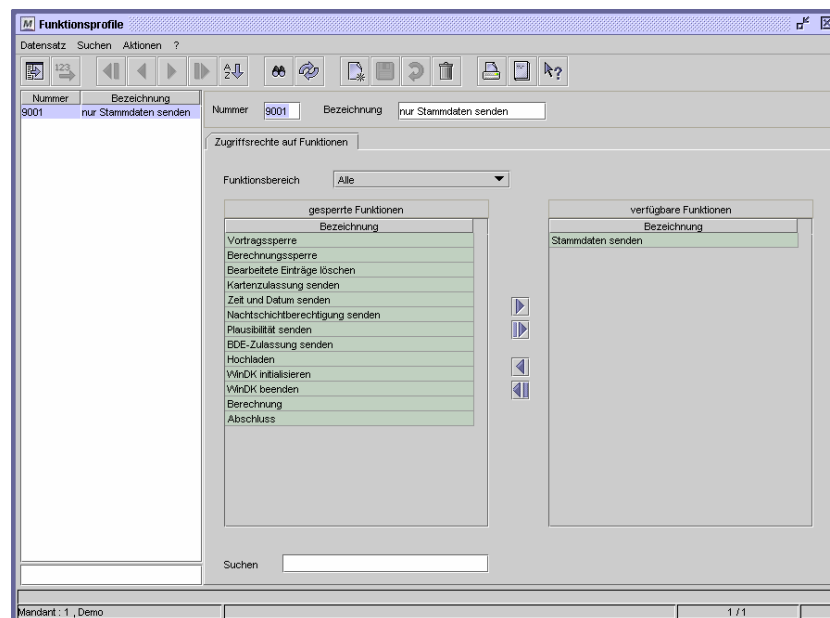 Funktionsprofile
Datensatz Suchen Aktionen ?
Nummer Bezeichnung
9001 nur Stammdaten senden
Nummer 9001 Bezeichnung nur Stammdaten senden
Zugriffsrechte auf Funktionen
Funktionsbereich Alle
gesperrte Funktionen
Bezeichnung
Vortragssperre
Berechnungssperre
Bearbeitete Einträge löschen
Kartenzulassung senden
Zeit und Datum senden
Nachtschichtberechtigung senden
Plausibilität senden
BDE-Zulassung senden
Hochladen
WinDK initialisieren
WinDK beenden
Berechnung
Abschluss
verfügbare Funktionen
Bezeichnung
Stammdaten senden
Suchen
Mandant : 1 , Demo
1 / 1